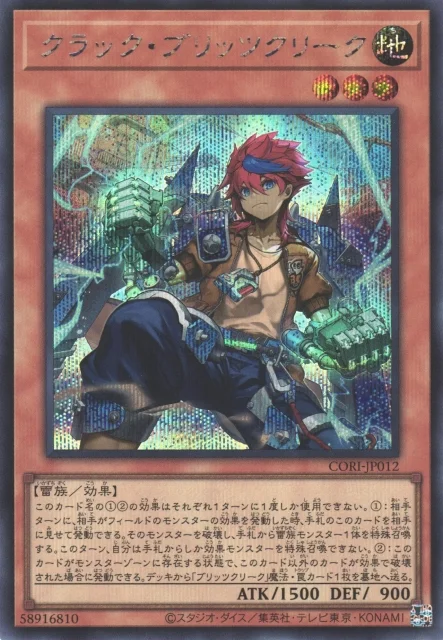 クラック・ブリッツクリーク
地
CORI-JP012
【雷族／効果】
このカード名の①②の効果はそれぞれ１ターンに１度しか使用できない。①：相手
ターンに、相手がフィールドのモンスターの効果を発動した時、手札のこのカードを相手
に見せて発動できる。そのモンスターを破壊し、手札から雷族モンスター１体を特殊召喚
する。このターン、自分は手札からしか効果モンスターを特殊召喚できない。②：このカー
ドがモンスターゾーンに存在する状態で、このカード以外のカードが効果で破壊
された場合に発動できる。デッキから「ブリッツクリーク」魔法・罠カード１枚を墓地へ送る。
ATK/1500 DEF/ 900
58916810
©スタジオ・ダイス／集英社・テレビ東京・KONAMI